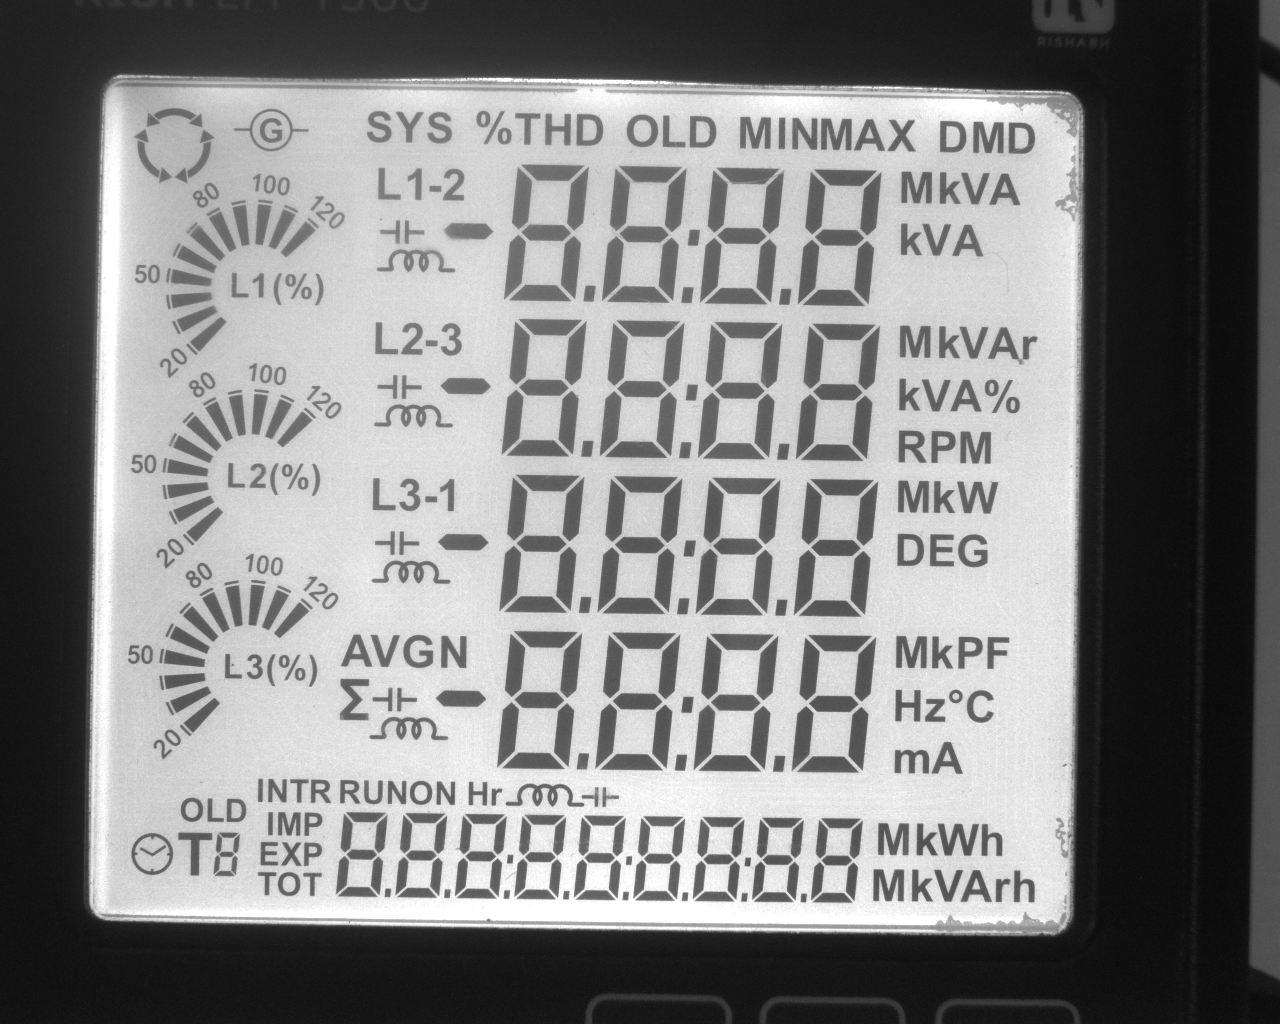 RISHABH
G
SYS %THD OLD MINMAX DMD
80 100 120
50
20
L1(%)
L1-2
8.8.:8.8
MkVA
kVA
80 100 120
50
20
L2(%)
L2-3
8.8.:8.8
MkVAr
kVA%
RPM
80 100 120
50
20
L3(%)
L3-1
8.8.:8.8
MkW
DEG
AVGN
Σ
8.8.:8.8
MkPF
Hz°C
mA
INTR RUNON Hr
OLD
T8
IMP
EXP
TOT
8.8.8.:8.8.:8.8.:8.8
MkWh
MkVArh